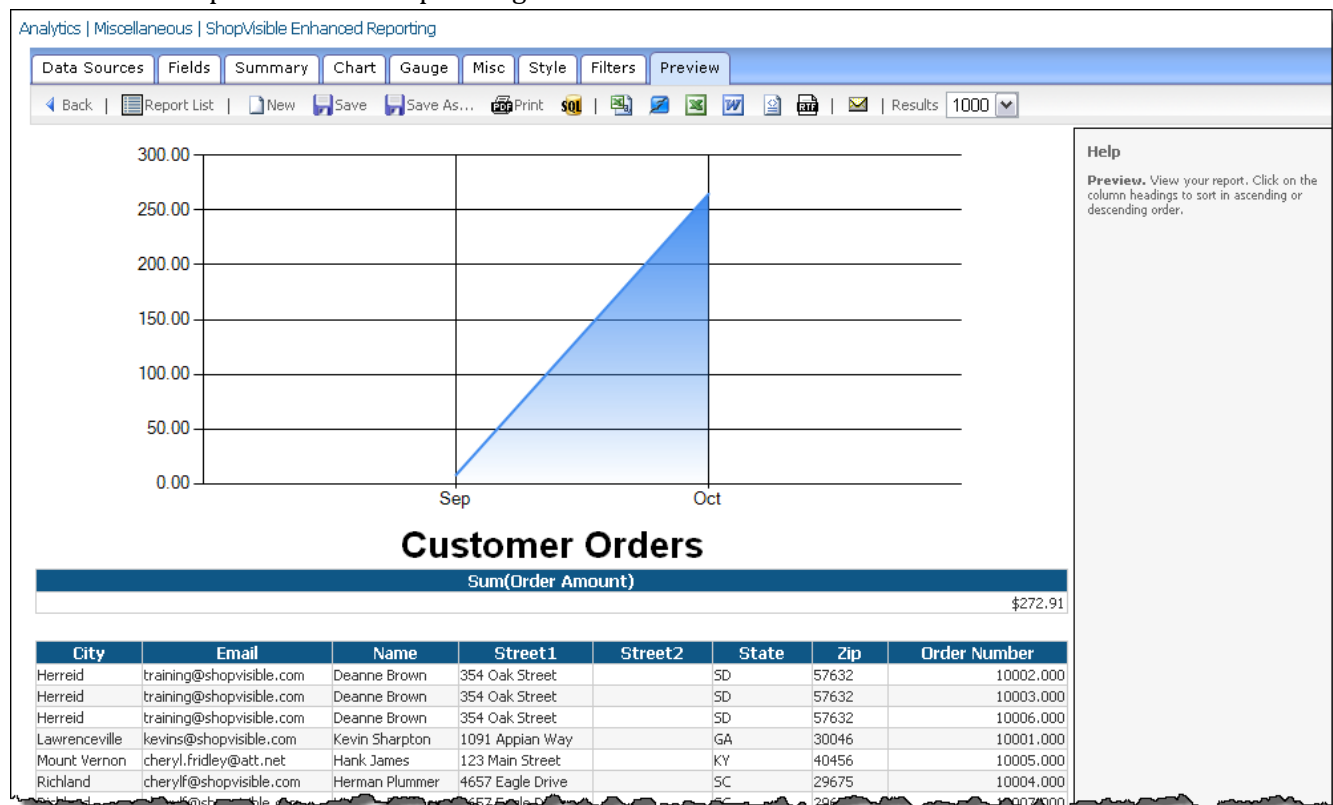 Analytics | Miscellaneous | ShopVisible Enhanced Reporting
Data Sources Fields Summary Chart Gauge Misc Style Filters Preview
Back | Report List | New Save Save As... PDF Print SQL | RTF | Results 1000
300.00
250.00
200.00
150.00
100.00
50.00
0.00
Sep Oct
Help
Preview. View your report. Click on the
column headings to sort in ascending or
descending order.
Customer Orders
Sum(Order Amount)
$272.91
City Email Name Street1 Street2 State Zip Order Number
Herreid training@shopvisible.com Deanne Brown 354 Oak Street SD 57632 10002.000
Herreid training@shopvisible.com Deanne Brown 354 Oak Street SD 57632 10003.000
Herreid training@shopvisible.com Deanne Brown 354 Oak Street SD 57632 10006.000
Lawrenceville kevins@shopvisible.com Kevin Sharpton 1091 Appian Way GA 30046 10001.000
Mount Vernon cheryl.fridley@att.net Hank James 123 Main Street KY 40456 10005.000
Richland cherylf@shopvisible.com Herman Plummer 4657 Eagle Drive SC 29675 10004.000